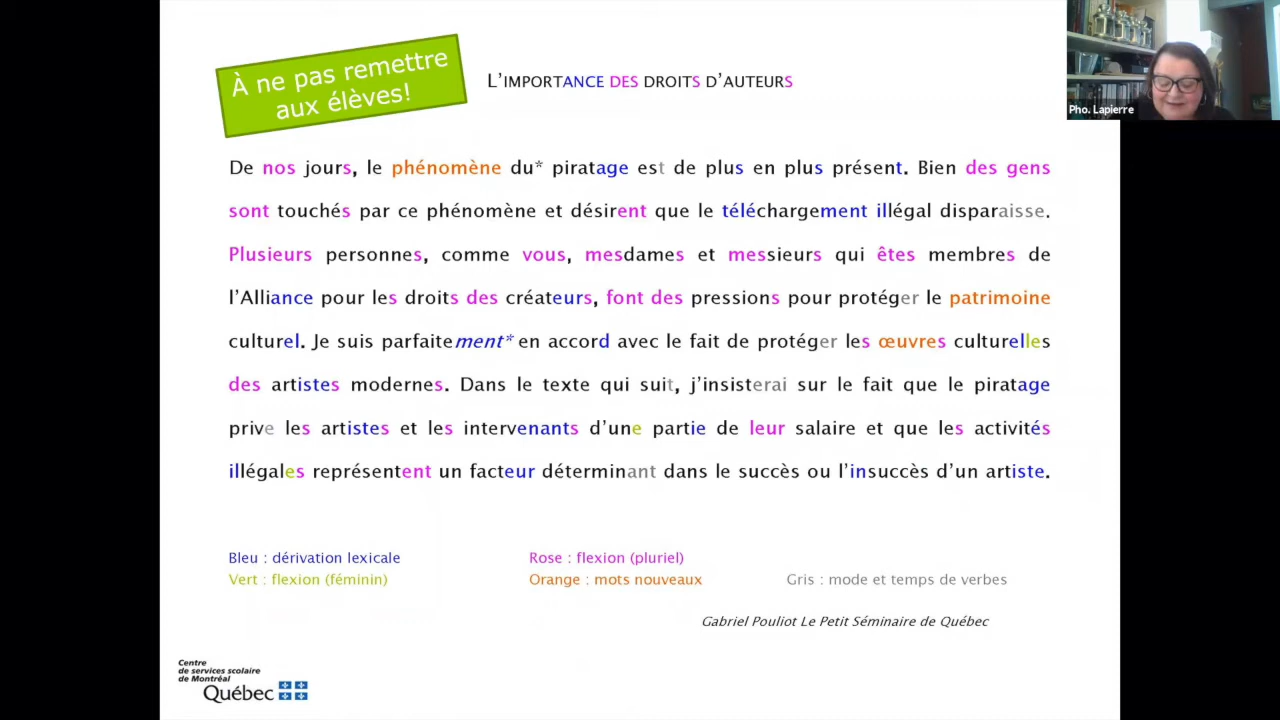 À ne pas remettre
aux élèves!
L’IMPORTANCE DES DROITS D’AUTEURS
Pho. Lapierre
De nos jours, le phénomène du* piratage est de plus en plus présent. Bien des gens
sont touchés par ce phénomène et désirent que le téléchargement illégal disparaisse.
Plusieurs personnes, comme vous, mesdames et messieurs qui êtes membres de
l’Alliance pour les droits des créateurs, font des pressions pour protéger le patrimoine
culturel. Je suis parfaitement* en accord avec le fait de protéger les œuvres culturelles
des artistes modernes. Dans le texte qui suit, j’insisterai sur le fait que le piratage
prive les artistes et les intervenants d’une partie de leur salaire et que les activités
illégales représentent un facteur déterminant dans le succès ou l’insuccès d’un artiste.
Bleu : dérivation lexicale
Rose : flexion (pluriel)
Vert : flexion (féminin)
Orange : mots nouveaux
Gris : mode et temps de verbes
Gabriel Pouliot Le Petit Séminaire de Québec
Centre
de services scolaire
de Montréal
Québec